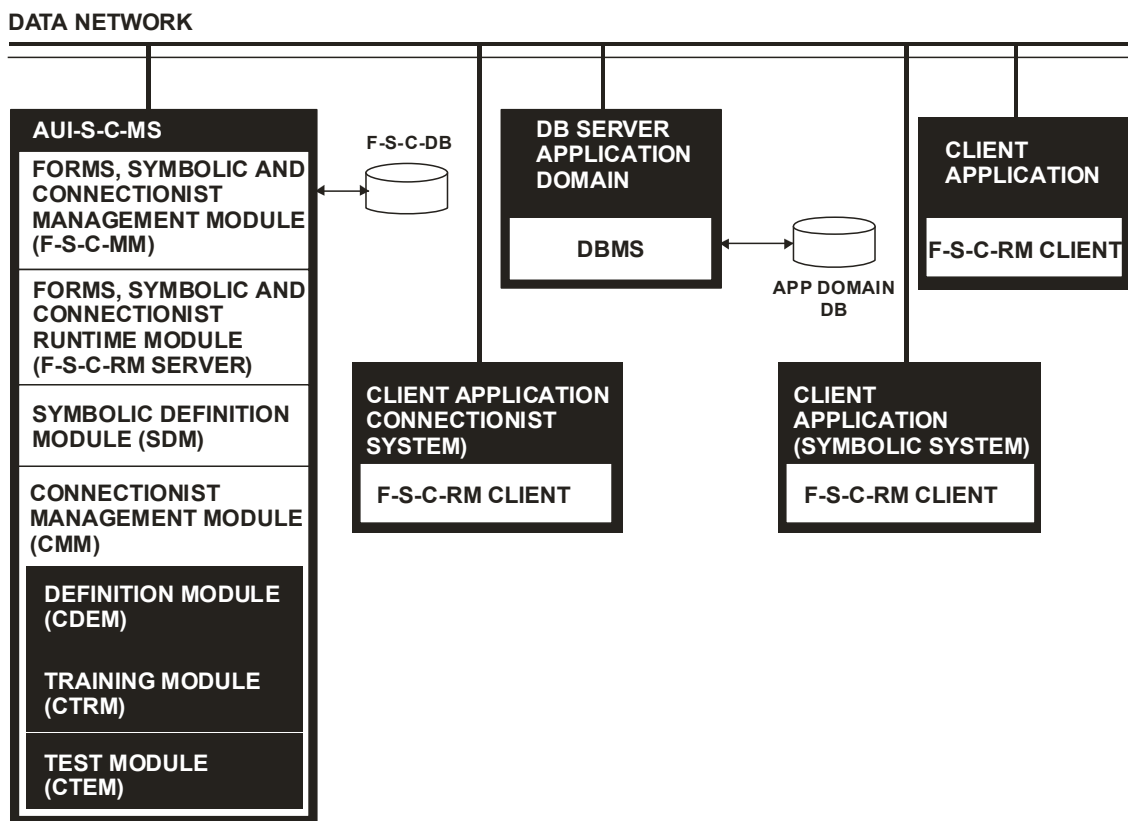 DATA NETWORK
AUI-S-C-MS
FORMS, SYMBOLIC AND
CONNECTIONIST
MANAGEMENT MODULE
(F-S-C-MM)
FORMS, SYMBOLIC AND
CONNECTIONIST
RUNTIME MODULE
(F-S-C-RM SERVER)
SYMBOLIC DEFINITION
MODULE (SDM)
CONNECTIONIST
MANAGEMENT MODULE
(CMM)
DEFINITION MODULE
(CDEM)
TRAINING MODULE
(CTRM)
TEST MODULE
(CTEM)
F-S-C-DB
DB SERVER
APPLICATION
DOMAIN
DBMS
APP DOMAIN
DB
CLIENT
APPLICATION
F-S-C-RM CLIENT
CLIENT APPLICATION
CONNECTIONIST
SYSTEM)
F-S-C-RM CLIENT
CLIENT
APPLICATION
(SYMBOLIC SYSTEM)
F-S-C-RM CLIENT